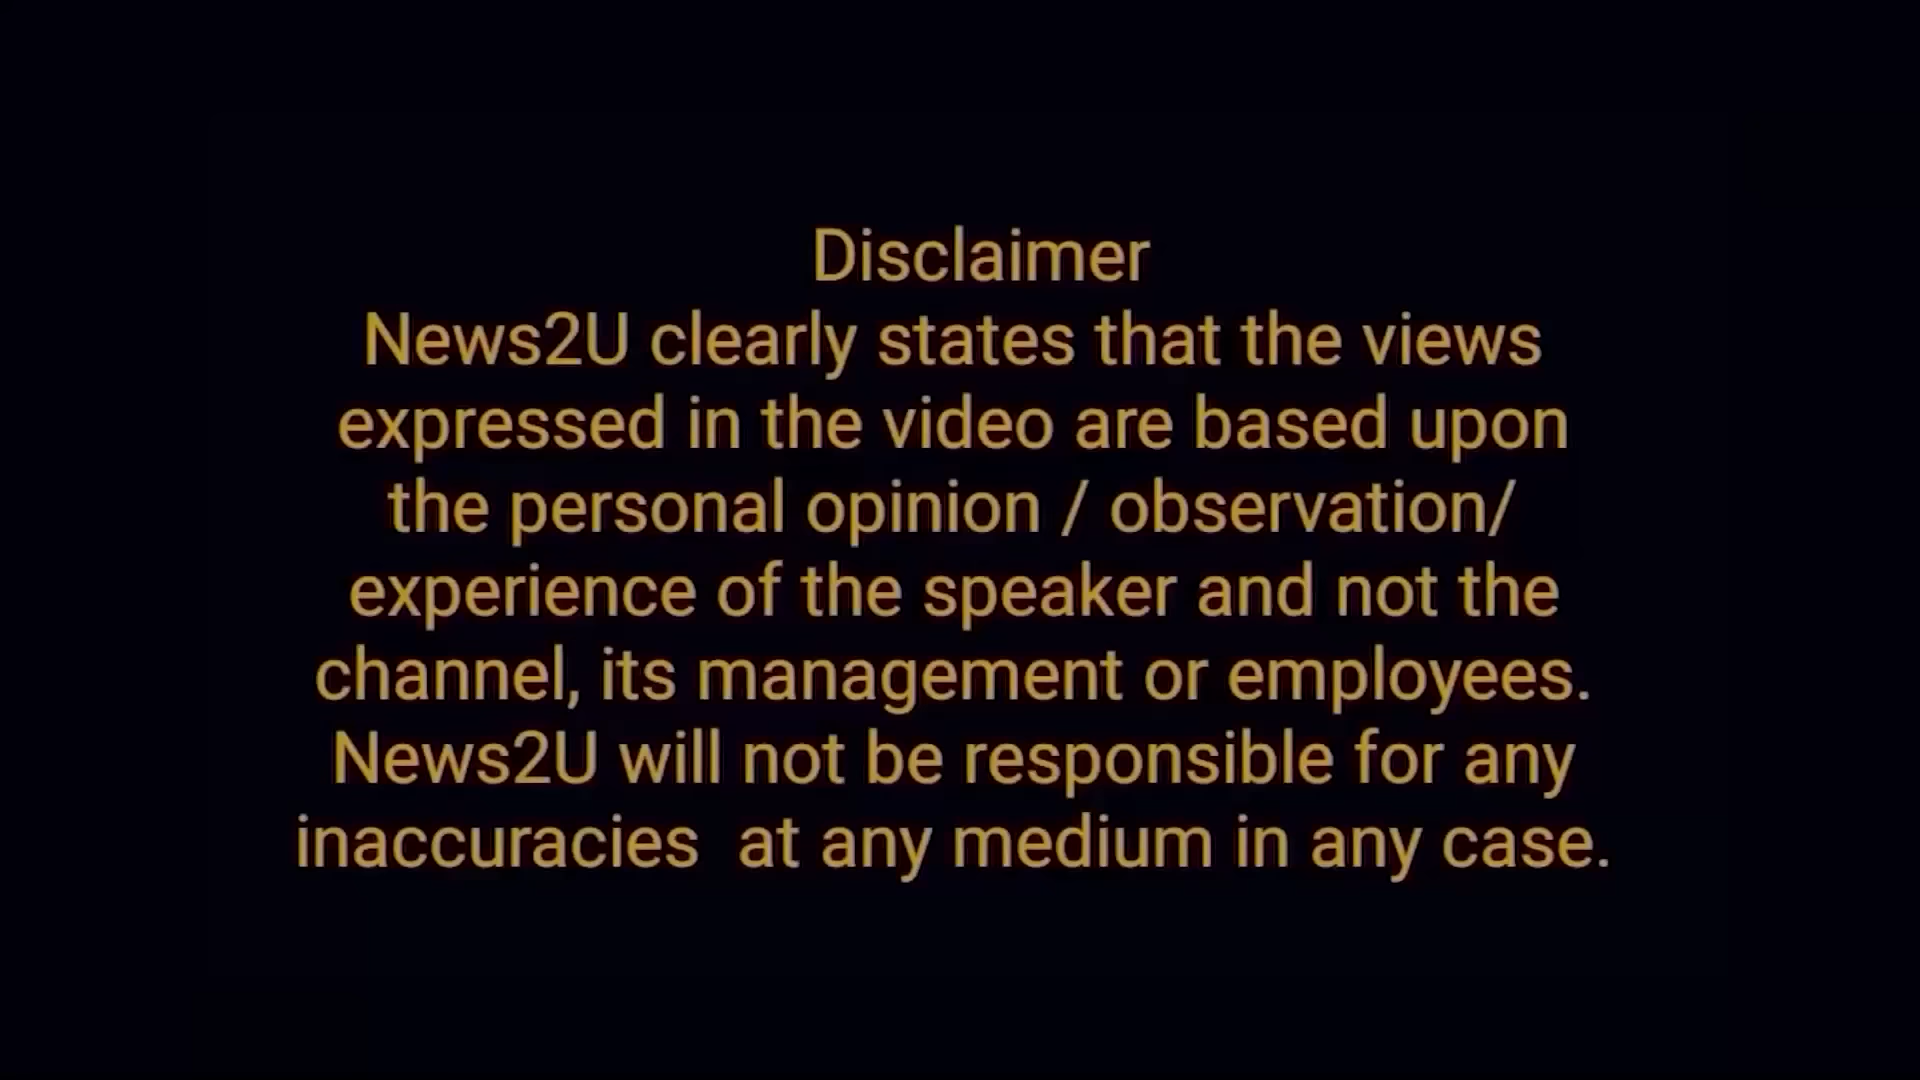 Disclaimer
News2U clearly states that the views
expressed in the video are based upon
the personal opinion / observation/
experience of the speaker and not the
channel, its management or employees.
News2U will not be responsible for any
inaccuracies  at any medium in any case.